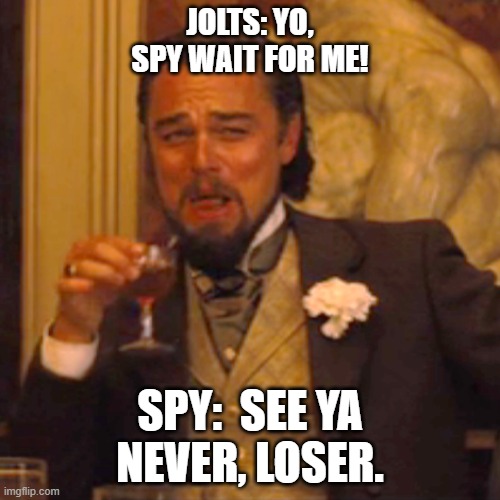 JOLTS: YO,
SPY WAIT FOR ME!
SPY:  SEE YA
NEVER, LOSER.
imgflip.com